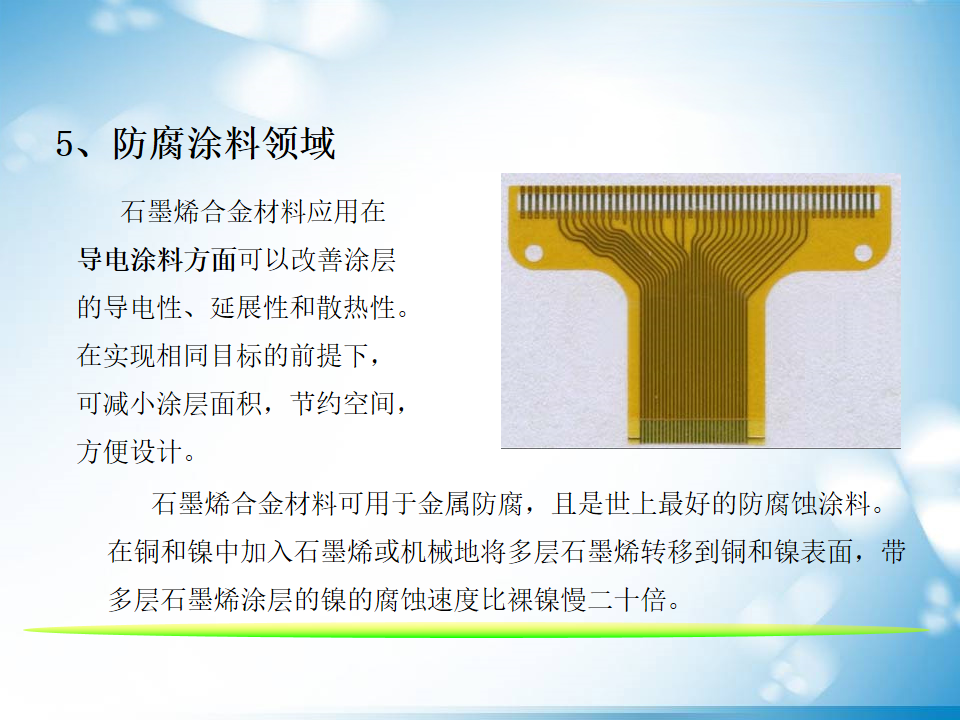 5、防腐涂料领域
石墨烯合金材料应用在
导电涂料方面可以改善涂层
的导电性、延展性和散热性。
在实现相同目标的前提下，
可减小涂层面积，节约空间，
方便设计。
石墨烯合金材料可用于金属防腐，且是世上最好的防腐蚀涂料。
在铜和镍中加入石墨烯或机械地将多层石墨烯转移到铜和镍表面，带
多层石墨烯涂层的镍的腐蚀速度比裸镍慢二十倍。